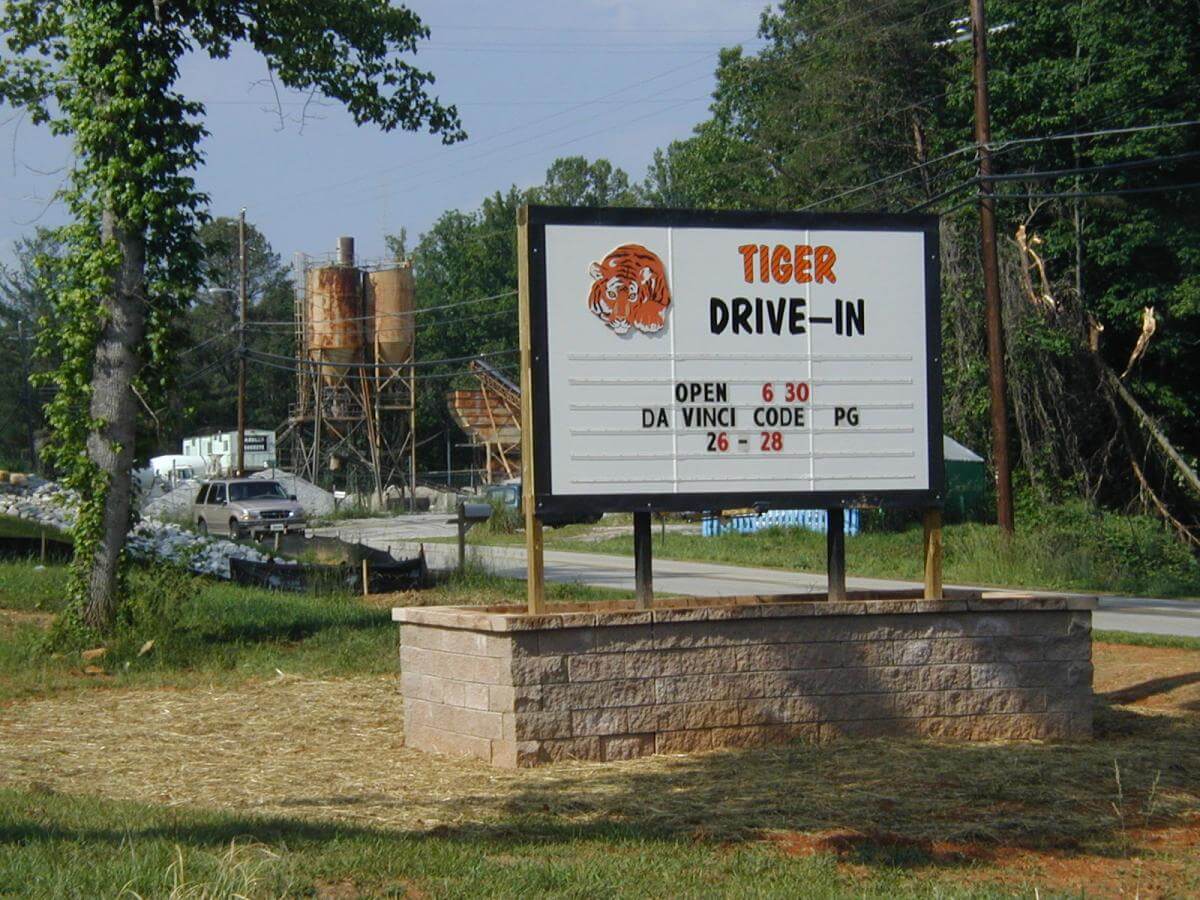 TIGER
DRIVE-IN
OPEN 6 30
DA VINCI CODE PG
26 - 28